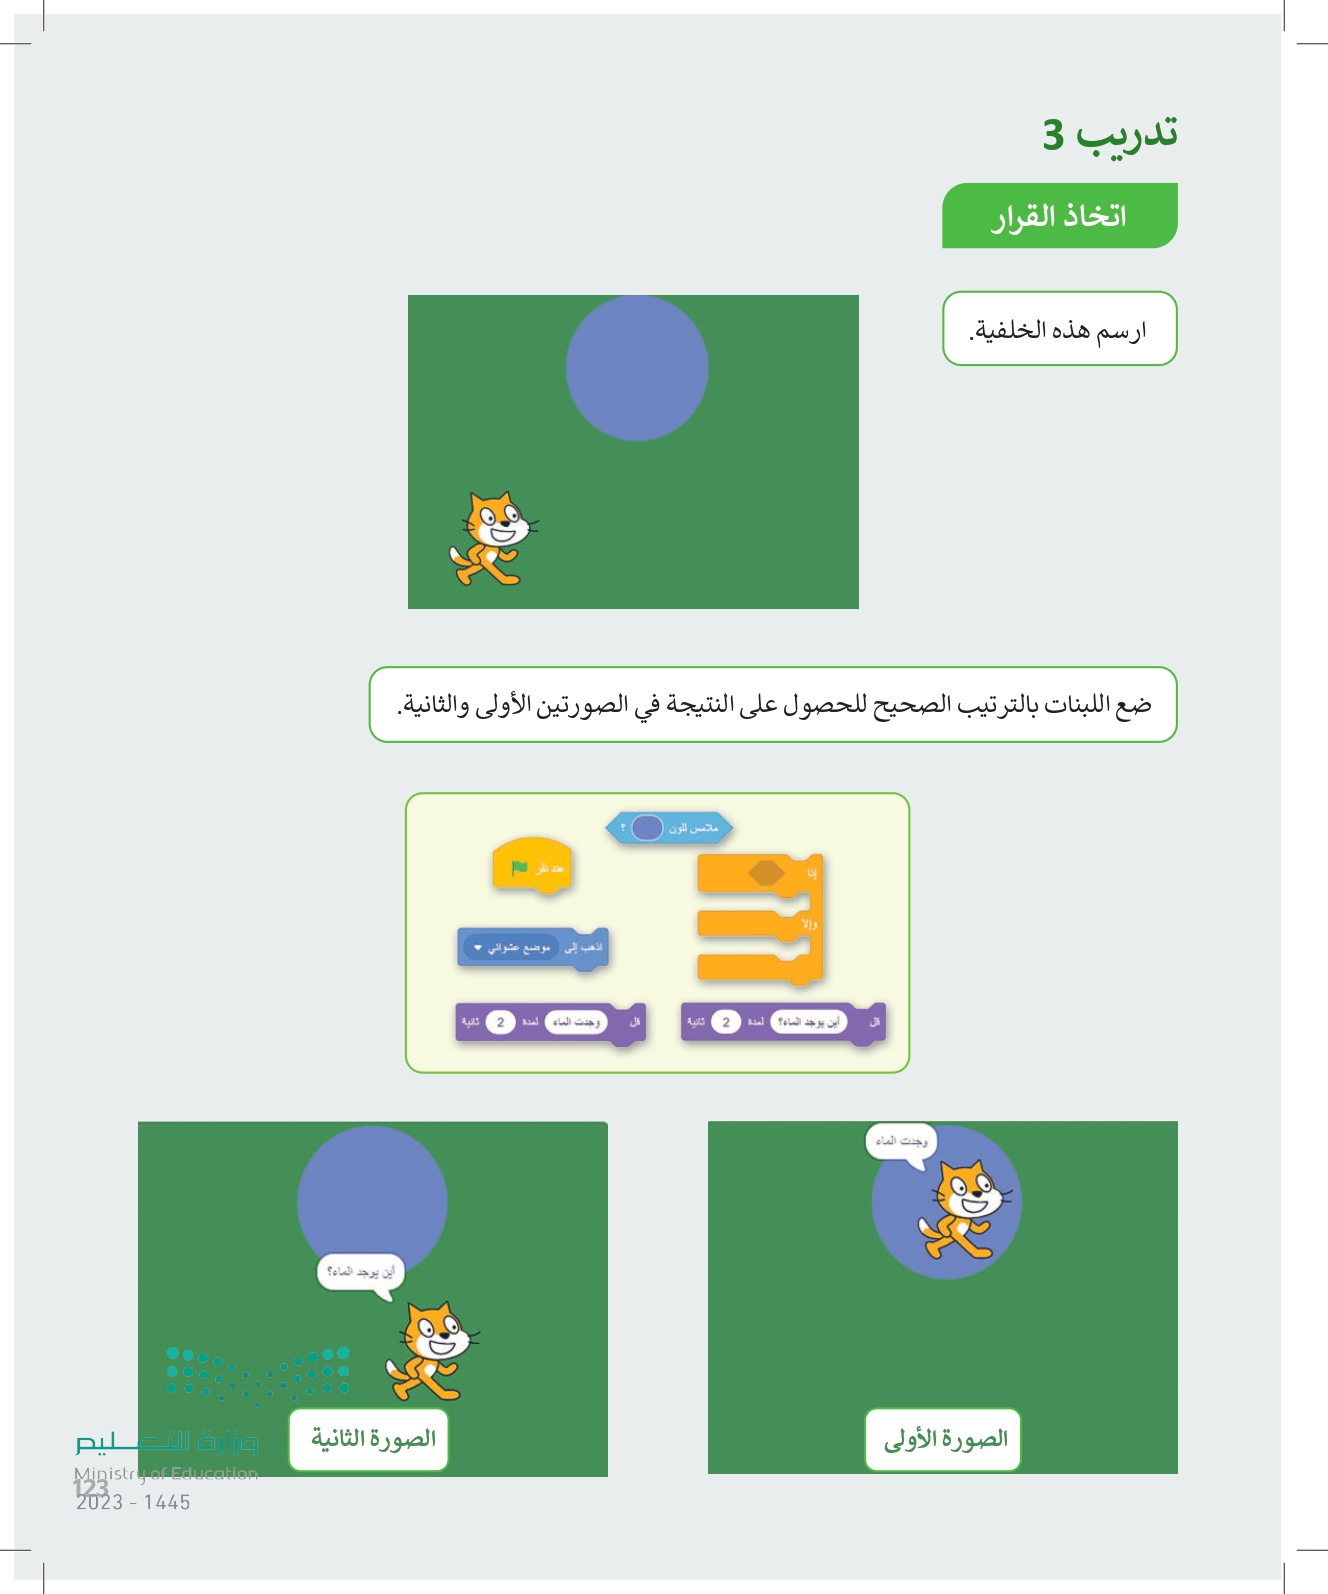 تدريب 3
اتخاذ القرار
ارسم هذه الخلفية.
ضع اللبنات بالترتيب الصحيح للحصول على النتيجة في الصورتين الأولى والثانية.
ملامس للون ؟
عند نقر
إذا
وإلا
اذهب إلى موضع عشوائي
قل أين يوجد الماء؟ لمدة 2 ثانية
قل وجدت الماء لمدة 2 ثانية
وجدت الماء
الصورة الأولى
أين يوجد الماء؟
الصورة الثانية
وزارة التعليم
Ministry of Education
123
2023 - 1445